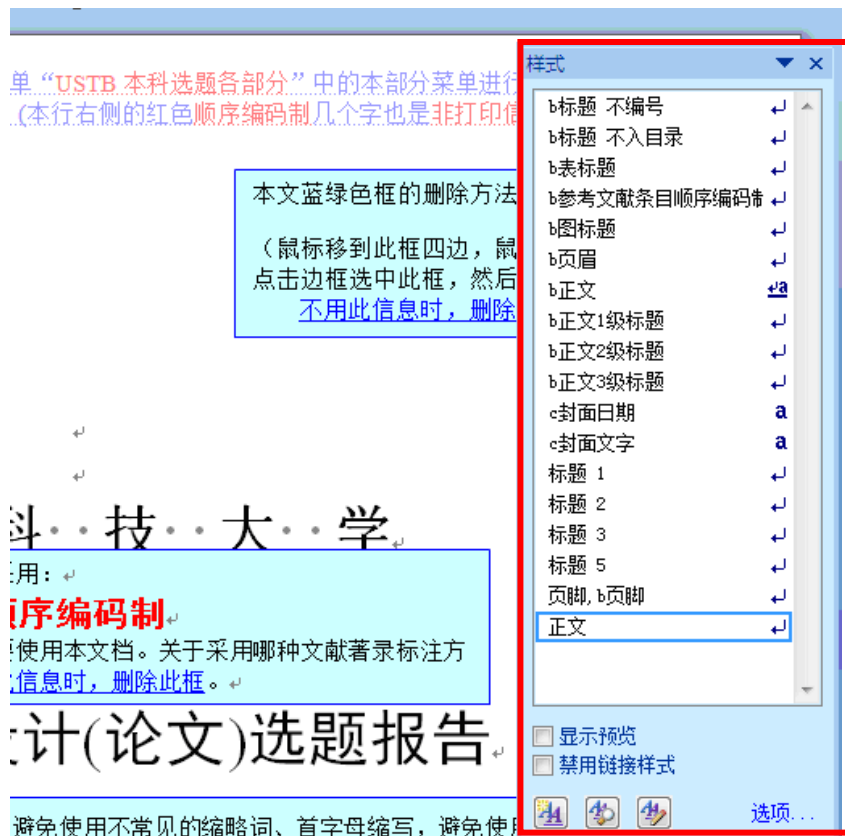 单“USTB 本科选题各部分”中的本部分菜单进行
(本行右侧的红色顺序编码制几个字也是非打印信
本文蓝绿色框的删除方法
（鼠标移到此框四边，鼠
点击边框选中此框，然后
不用此信息时，删除
科··技··大··学
用：
顺序编码制
要使用本文档。关于采用哪种文献著录标注方
信息时，删除此框。
计(论文)选题报告
避免使用不常见的缩略词、首字母缩写，避免使用
样式
b标题 不编号
b标题 不入目录
b表标题
b参考文献条目顺序编码制
b图标题
b页眉
b正文
b正文1级标题
b正文2级标题
b正文3级标题
c封面日期
c封面文字
标题 1
标题 2
标题 3
标题 5
页脚,b页脚
正文
显示预览
禁用链接样式
选项...